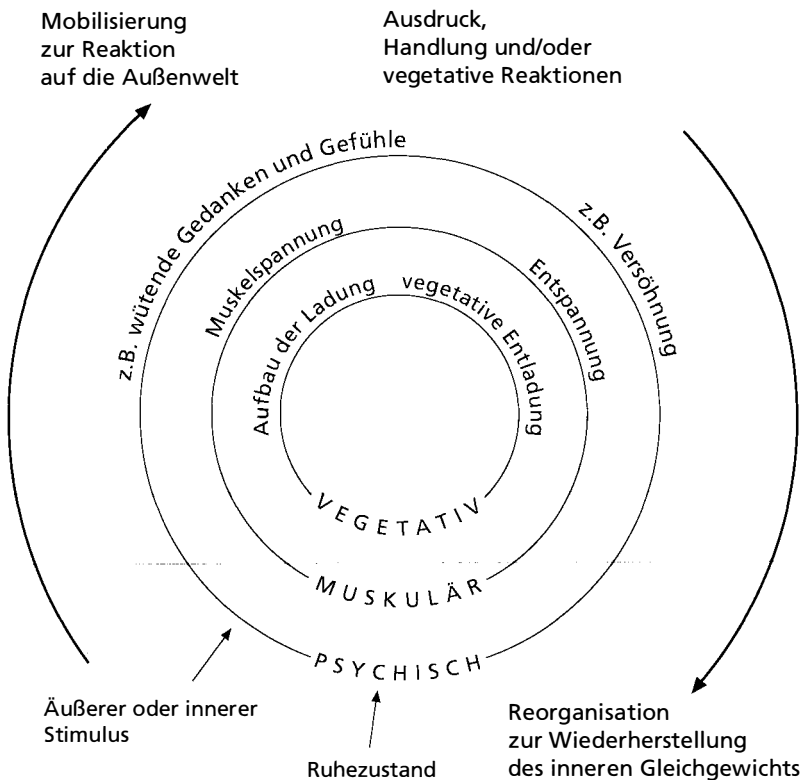 Mobilisierung
zur Reaktion
auf die Außenwelt
Ausdruck,
Handlung und/oder
vegetative Reaktionen
z.B. wütende Gedanken und Gefühle
z.B. Versöhnung
Muskelspannung
Entspannung
Aufbau der Ladung
vegetative Entladung
VEGETATIV
MUSKULÄR
PSYCHISCH
Äußerer oder innerer
Stimulus
Ruhezustand
Reorganisation
zur Wiederherstellung
des inneren Gleichgewichts